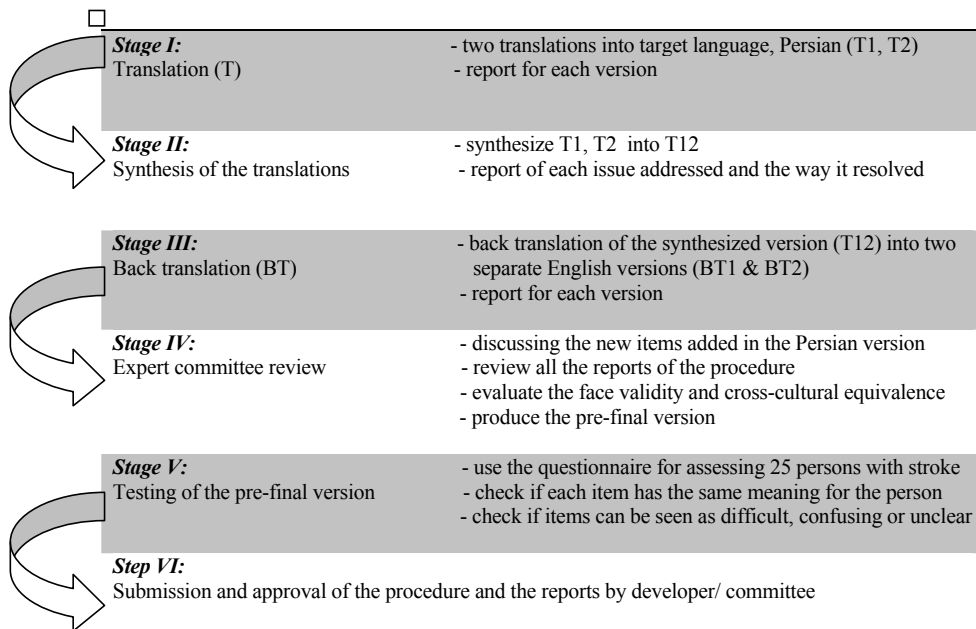 Stage I: - two translations into target language, Persian (T1, T2)
Translation (T) - report for each version
Stage II: - synthesize T1, T2 into T12
Synthesis of the translations - report of each issue addressed and the way it resolved
Stage III: - back translation of the synthesized version (T12) into two
Back translation (BT) separate English versions (BT1 & BT2)
- report for each version
Stage IV: - discussing the new items added in the Persian version
Expert committee review - review all the reports of the procedure
- evaluate the face validity and cross-cultural equivalence
- produce the pre-final version
Stage V: - use the questionnaire for assessing 25 persons with stroke
Testing of the pre-final version - check if each item has the same meaning for the person
- check if items can be seen as difficult, confusing or unclear
Step VI:
Submission and approval of the procedure and the reports by developer/ committee